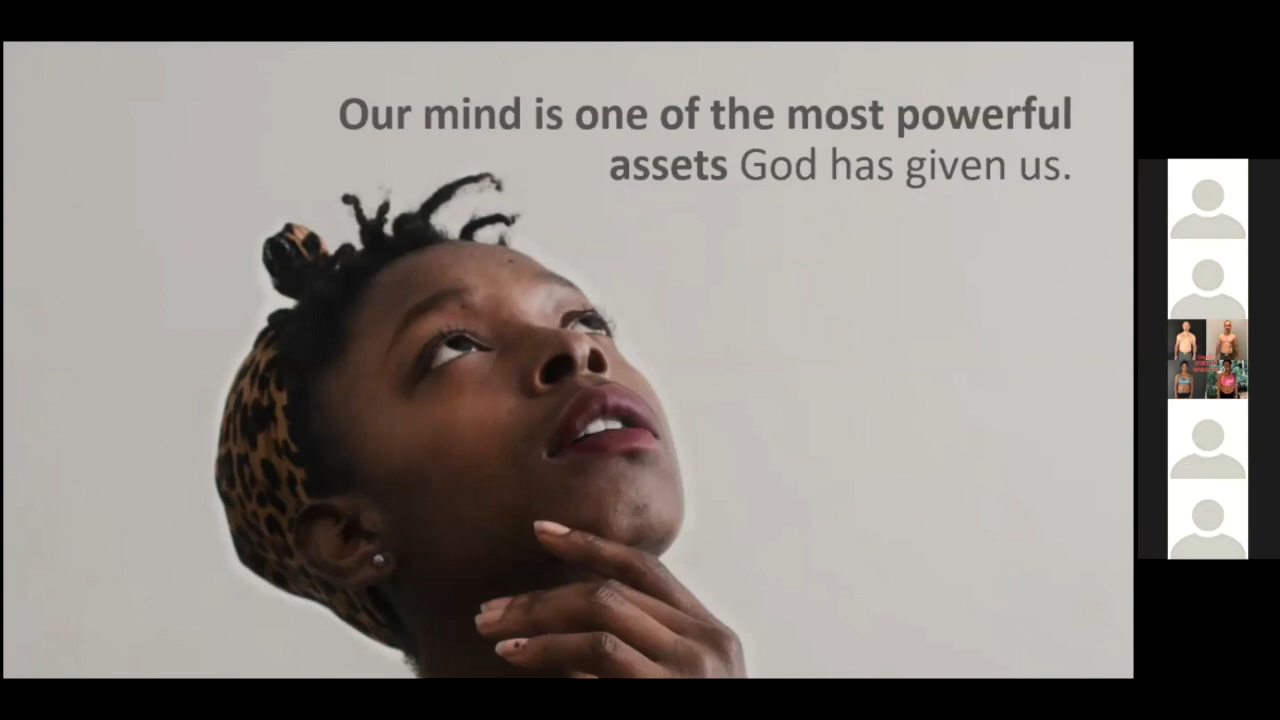 Our mind is one of the most powerful
assets God has given us.